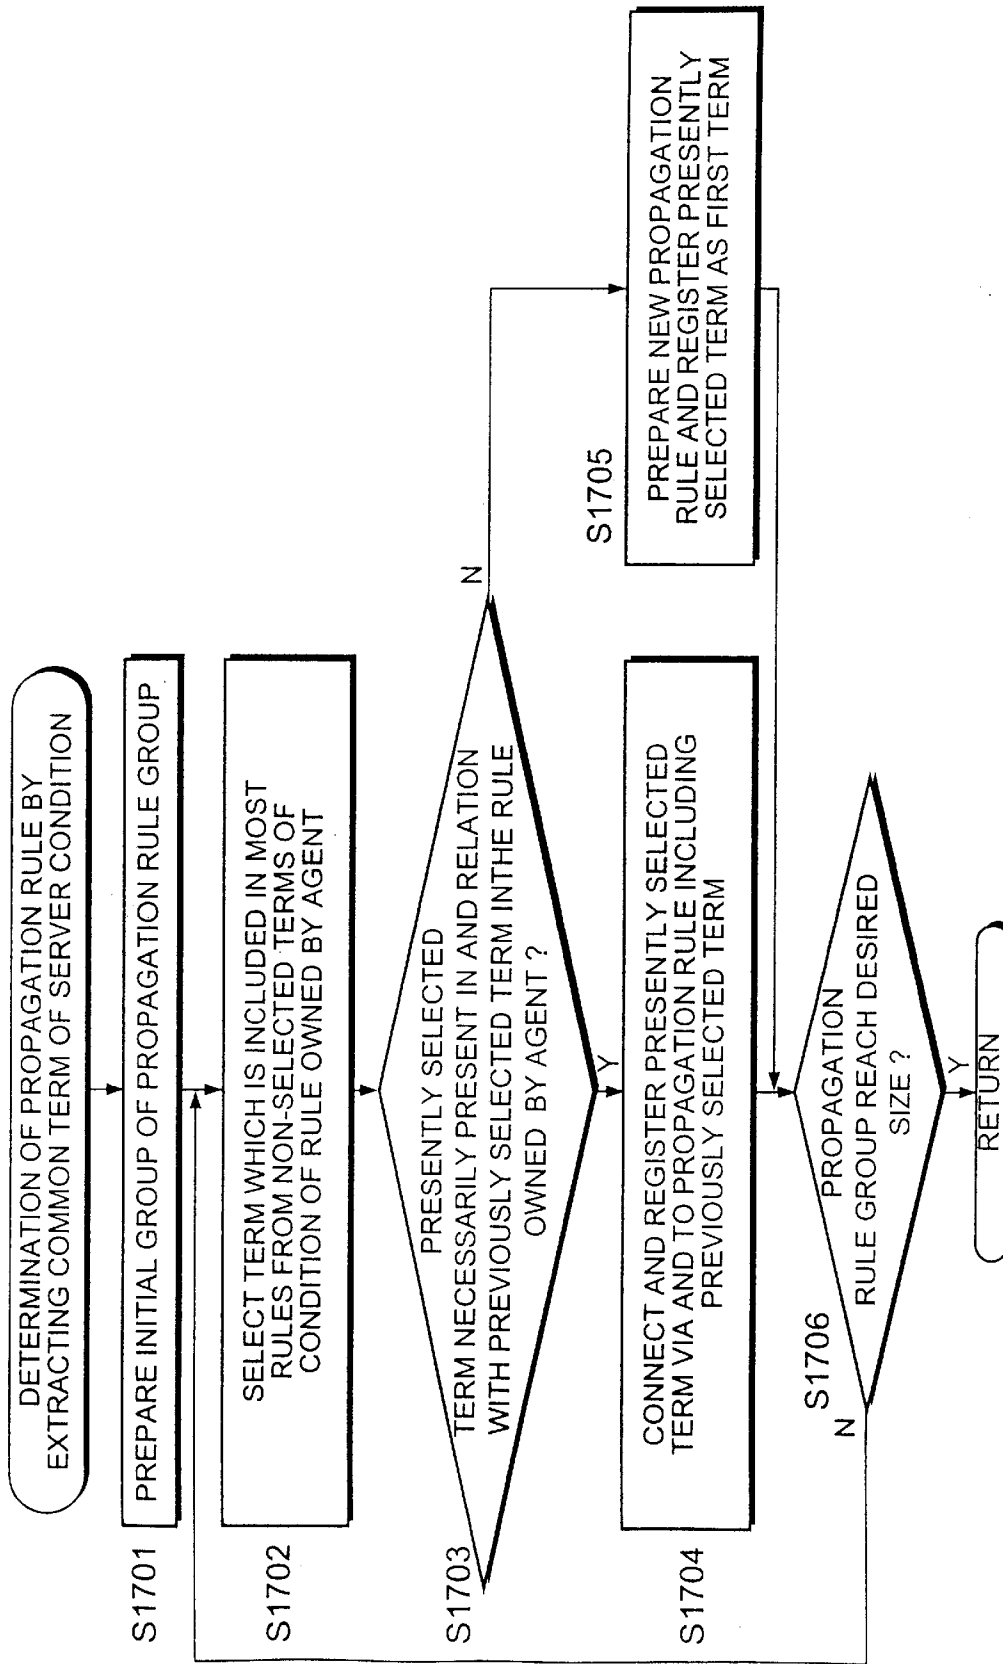 DETERMINATION OF PROPAGATION RULE BY
EXTRACTING COMMON TERM OF SERVER CONDITION
S1701
PREPARE INITIAL GROUP OF PROPAGATION RULE GROUP
S1702
SELECT TERM WHICH IS INCLUDED IN MOST
RULES FROM NON-SELECTED TERMS OF
CONDITION OF RULE OWNED BY AGENT
S1703
PRESENTLY SELECTED
TERM NECESSARILY PRESENT IN AND RELATION
WITH PREVIOUSLY SELECTED TERM INTHE RULE
OWNED BY AGENT ?
N
Y
S1704
CONNECT AND REGISTER PRESENTLY SELECTED
TERM VIA AND TO PROPAGATION RULE INCLUDING
PREVIOUSLY SELECTED TERM
S1705
PREPARE NEW PROPAGATION
RULE AND REGISTER PRESENTLY
SELECTED TERM AS FIRST TERM
S1706
PROPAGATION
RULE GROUP REACH DESIRED
SIZE ?
N
Y
RETURN